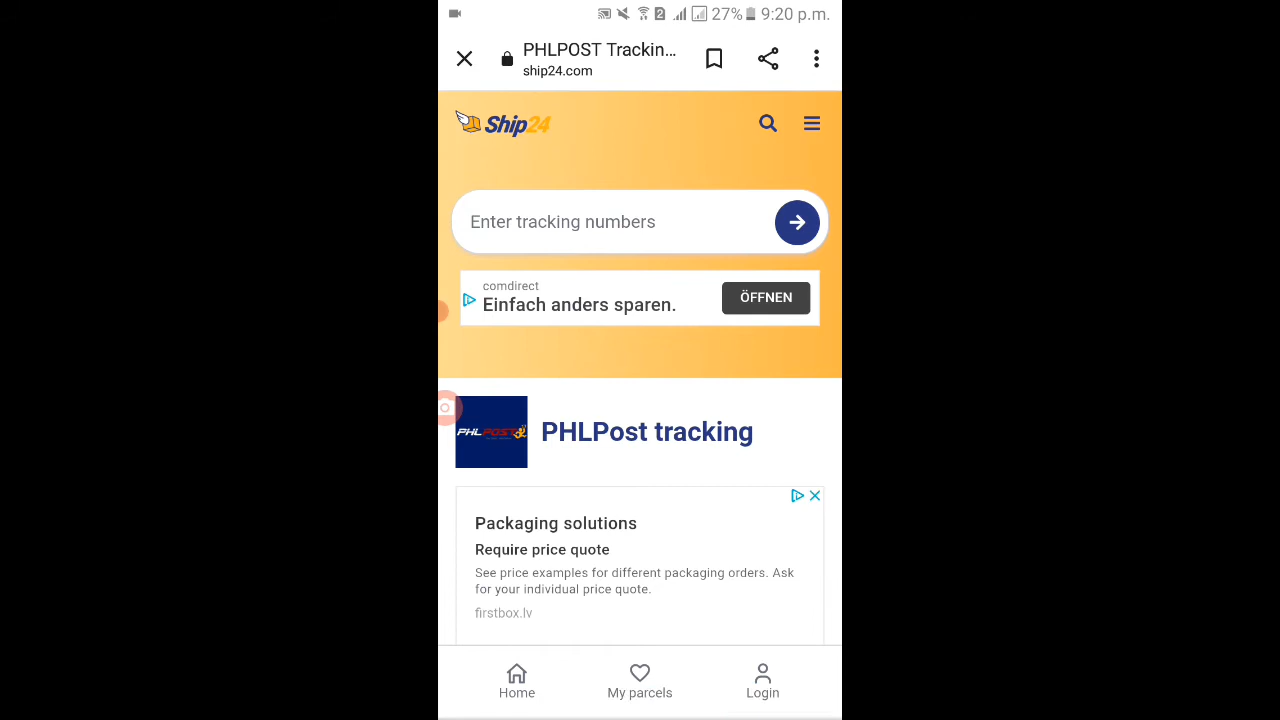 2 27% 9:20 p.m.
PHLPOST Trackin...
ship24.com
Ship24
Enter tracking numbers
comdirect
Einfach anders sparen.
ÖFFNEN
PHLPOST
PHLPost tracking
Packaging solutions
Require price quote
See price examples for different packaging orders. Ask
for your individual price quote.
firstbox.lv
Home My parcels Login